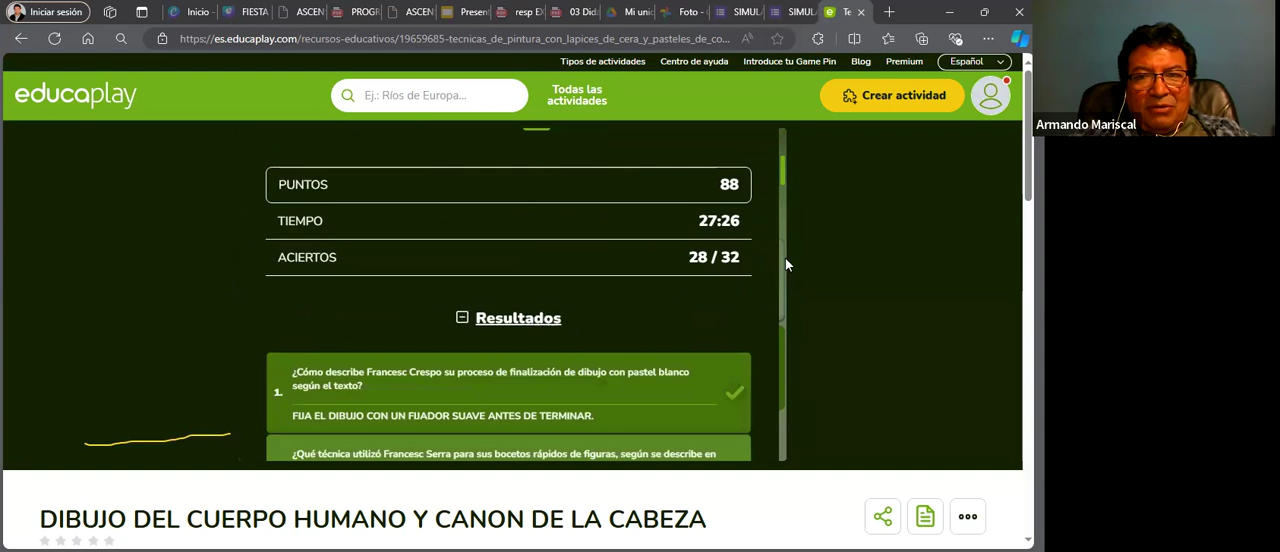 Iniciar sesión
Inicio -
FIESTA
ASCEN
PROGR
ASCEN
Present
resp EX
03 Did
Mi uni
Foto - G
SIMULA
SIMULA
Te
https://es.educaplay.com/recursos-educativos/19659685-tecnicas_de_pintura_con_lapices_de_cera_y_pasteles_de_co...
Tipos de actividades
Centro de ayuda
Introduce tu Game Pin
Blog
Premium
Español
educaplay
Ej.: Ríos de Europa...
Todas las
actividades
Crear actividad
Armando Mariscal
PUNTOS 88
TIEMPO 27:26
ACIERTOS 28 / 32
Resultados
1.
¿Cómo describe Francesc Crespo su proceso de finalización de dibujo con pastel blanco
según el texto?
FIJA EL DIBUJO CON UN FIJADOR SUAVE ANTES DE TERMINAR.
¿Qué técnica utilizó Francesc Serra para sus bocetos rápidos de figuras, según se describe en
DIBUJO DEL CUERPO HUMANO Y CANON DE LA CABEZA